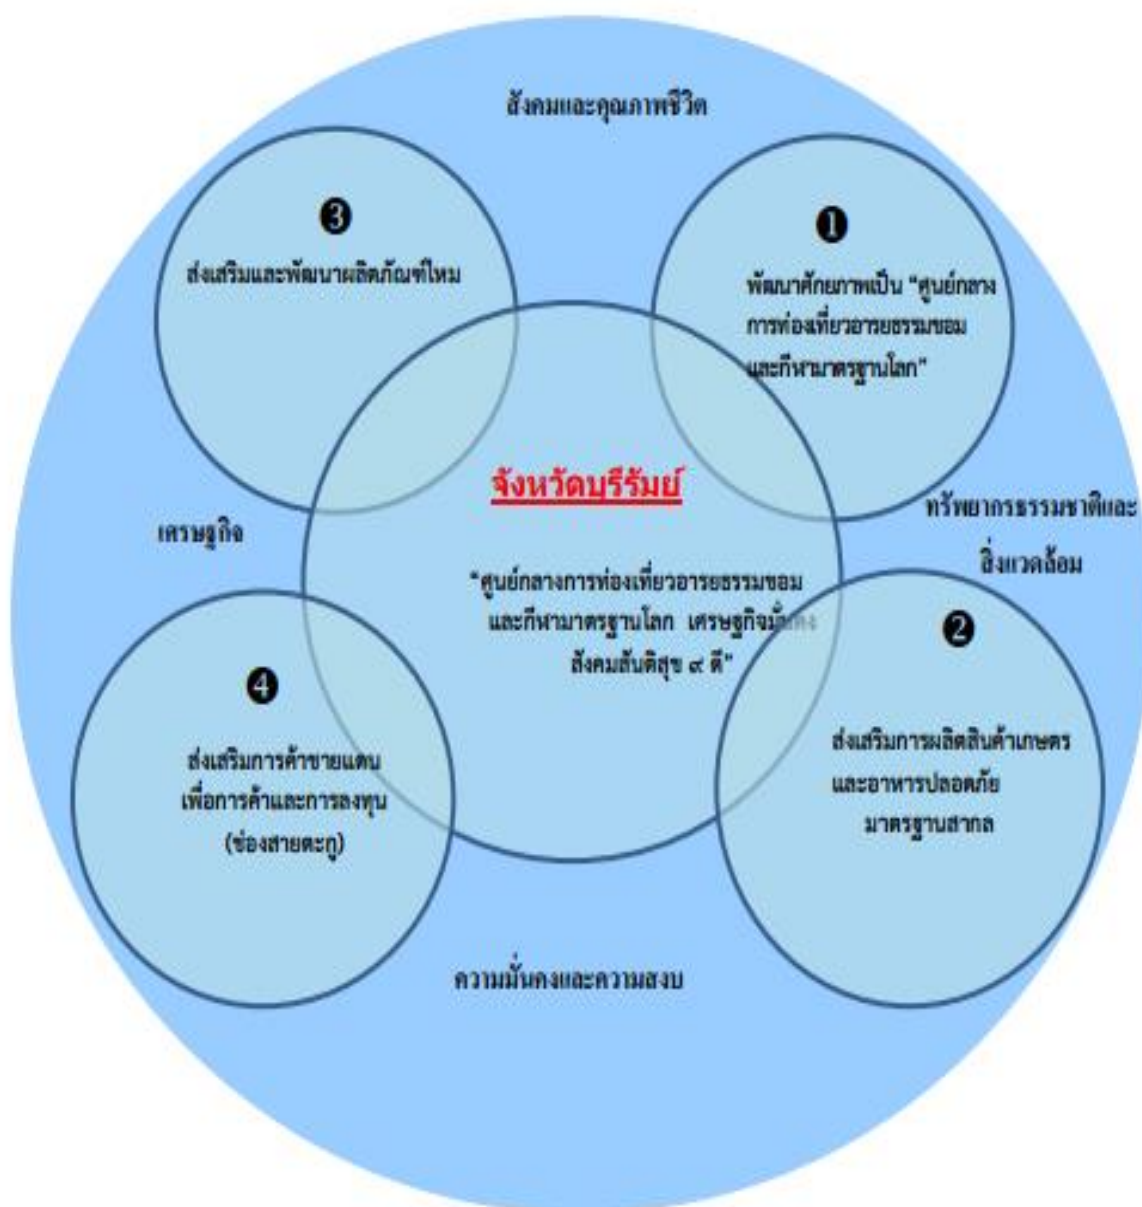 สังคมและคุณภาพชีวิต
❸
ส่งเสริมและพัฒนาผลิตภัณฑ์ไหม
❶
พัฒนาศักยภาพเป็น “ศูนย์กลาง
การท่องเที่ยวอารยธรรมขอม
และกีฬามาตรฐานโลก”
จังหวัดบุรีรัมย์
“ศูนย์กลางการท่องเที่ยวอารยธรรมขอม
และกีฬามาตรฐานโลก เศรษฐกิจมั่นคง
สังคมสันติสุข ๙ ดี”
เศรษฐกิจ
ทรัพยากรธรรมชาติและ
สิ่งแวดล้อม
❹
ส่งเสริมการค้าชายแดน
เพื่อการค้าและการลงทุน
(ช่องสายตะกู)
❷
ส่งเสริมการผลิตสินค้าเกษตร
และอาหารปลอดภัย
มาตรฐานสากล
ความมั่นคงและความสงบ